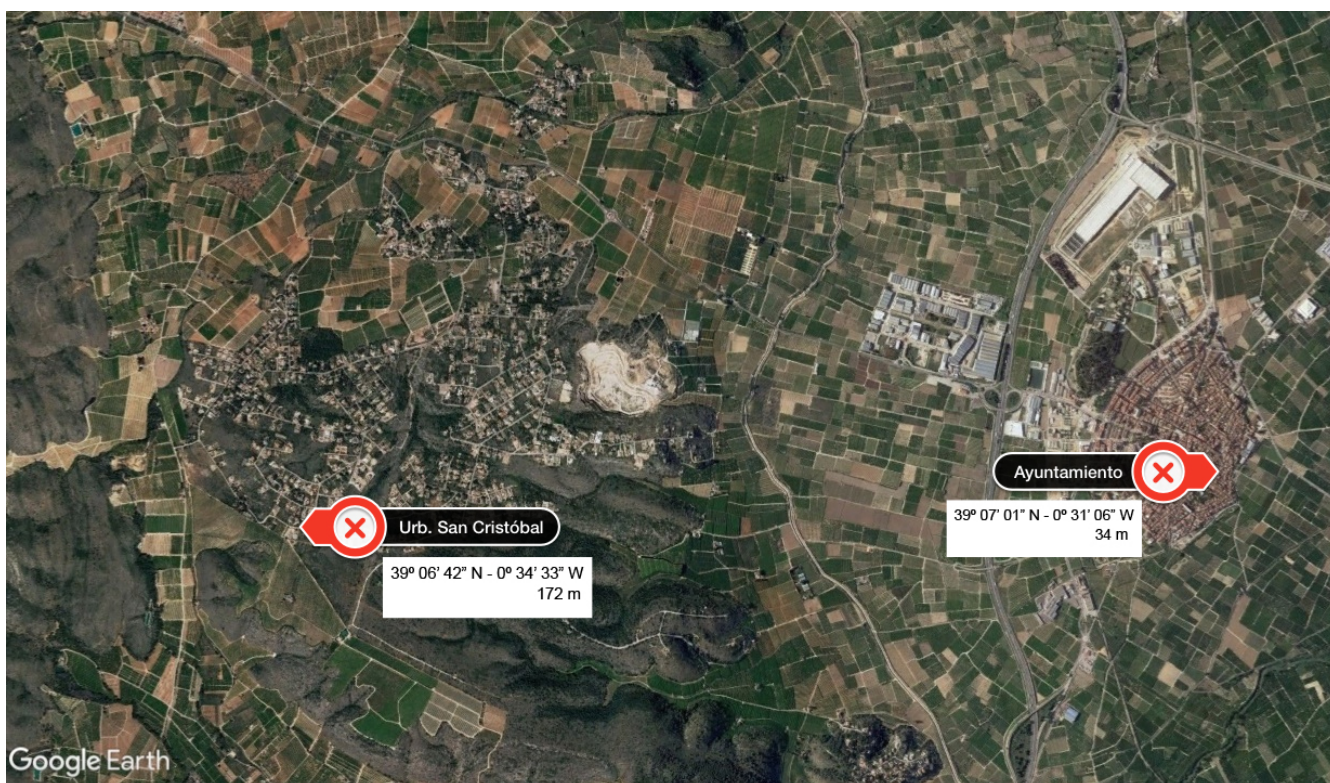 Ayuntamiento
39º 07’ 01” N - 0º 31’ 06” W
34 m
Urb. San Cristóbal
39º 06’ 42” N - 0º 34’ 33” W
172 m
Google Earth